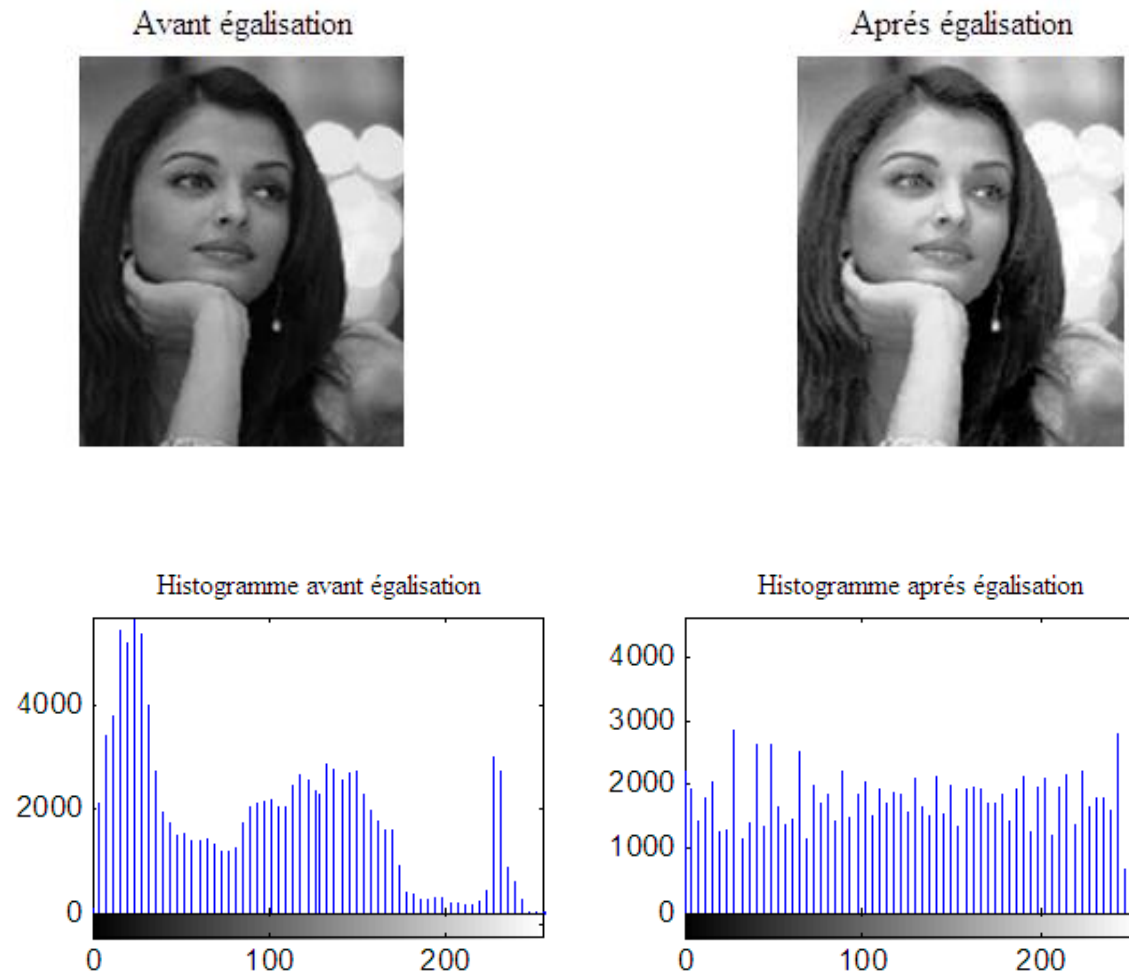 Avant égalisation
Aprés égalisation
Histogramme avant égalisation
4000
2000
0
0 100 200
Histogramme aprés égalisation
4000
3000
2000
1000
0
0 100 200